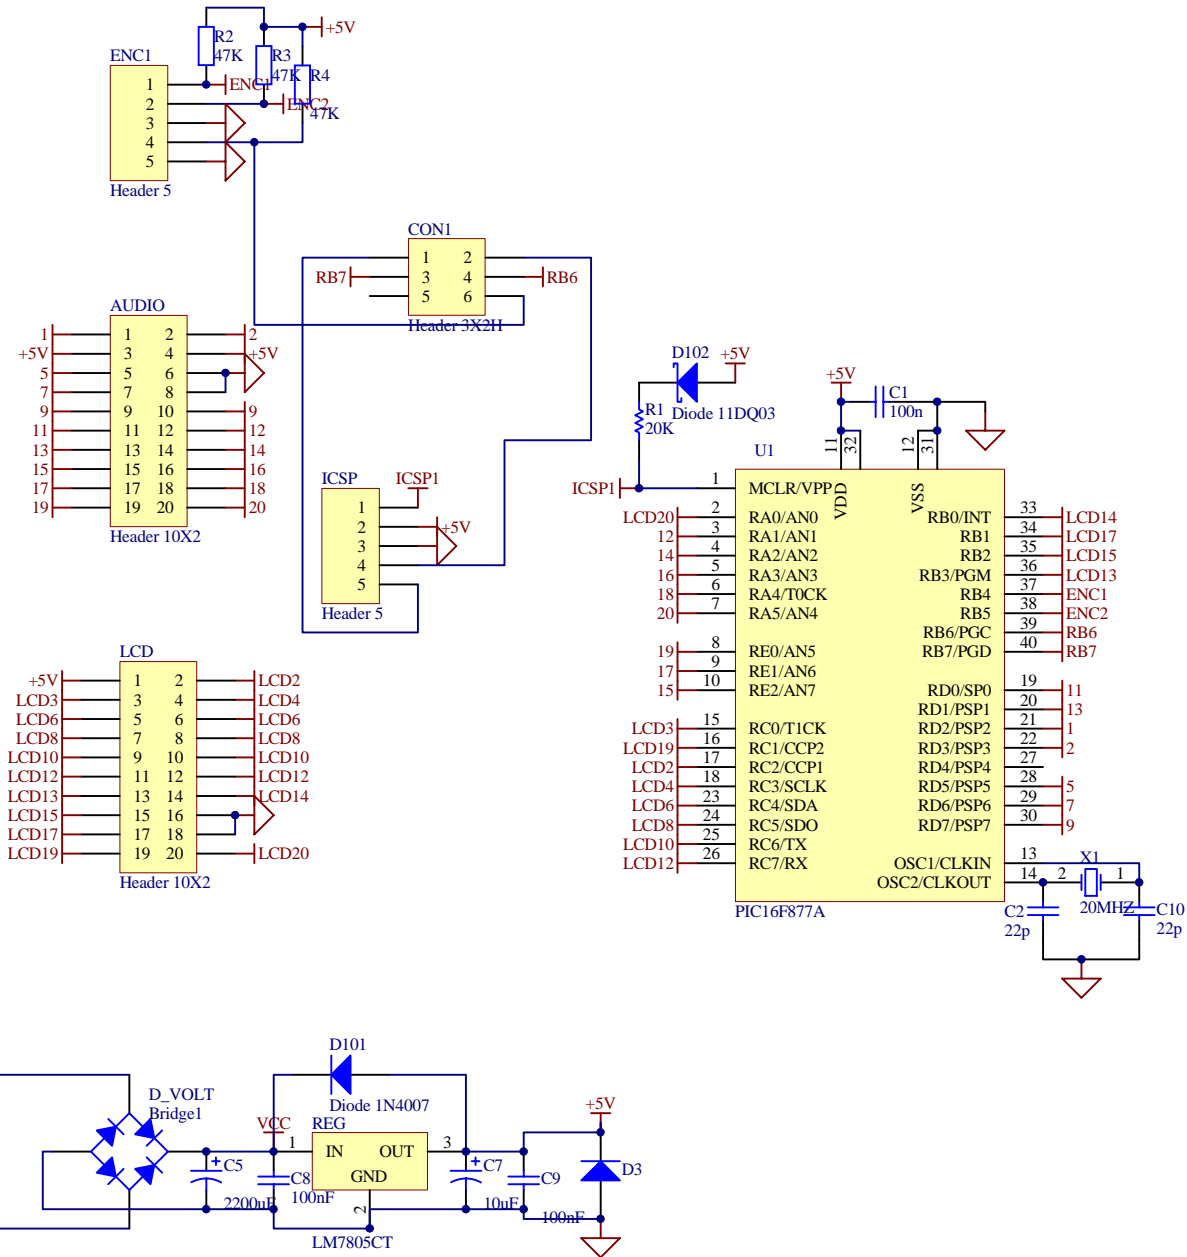 R2
47K
R3
47K
R4
47K
+5V
ENC1
1
2
3
4
5
ENC1
ENC2
Header 5
CON1
1 2
RB7 3 4 RB6
5 6
Header 3X2H
AUDIO
1 1 2 2
+5V 3 4 +5V
5 5 6
7 7 8
9 9 10 9
11 11 12 12
13 13 14 14
15 15 16 16
17 17 18 18
19 19 20 20
Header 10X2
ICSP
ICSP1
1
2 +5V
3
4
5
Header 5
LCD
+5V 1 2 LCD2
LCD3 3 4 LCD4
LCD6 5 6 LCD6
LCD8 7 8 LCD8
LCD10 9 10 LCD10
LCD12 11 12 LCD12
LCD13 13 14 LCD14
LCD15 15 16
LCD17 17 18
LCD19 19 20 LCD20
Header 10X2
D102
+5V
Diode 11DQ03
R1
20K
+5V
C1
100n
U1
11
32
12
31
VDD
VSS
ICSP1 1 MCLR/VPP
LCD20 2 RA0/AN0
12 3 RA1/AN1
14 4 RA2/AN2
16 5 RA3/AN3
18 6 RA4/T0CK
20 7 RA5/AN4
19 8 RE0/AN5
17 9 RE1/AN6
15 10 RE2/AN7
LCD3 15 RC0/T1CK
LCD19 16 RC1/CCP2
LCD2 17 RC2/CCP1
LCD4 18 RC3/SCLK
LCD6 23 RC4/SDA
LCD8 24 RC5/SDO
LCD10 25 RC6/TX
LCD12 26 RC7/RX
RB0/INT 33 LCD14
RB1 34 LCD17
RB2 35 LCD15
RB3/PGM 36 LCD13
RB4 37 ENC1
RB5 38 ENC2
RB6/PGC 39 RB6
RB7/PGD 40 RB7
RD0/SP0 19 11
RD1/PSP1 20 13
RD2/PSP2 21 1
RD3/PSP3 22 2
RD4/PSP4 27
RD5/PSP5 28 5
RD6/PSP6 29 7
RD7/PSP7 30 9
OSC1/CLKIN 13
OSC2/CLKOUT 14
PIC16F877A
X1
2 1
20MHZ
C2
22p
C10
22p
D_VOLT
Bridge1
D101
Diode 1N4007
VCC
REG
1 IN OUT 3
GND
2
LM7805CT
C5
2200uF
C8
100nF
C7
10uF
C9
100nF
+5V
D3